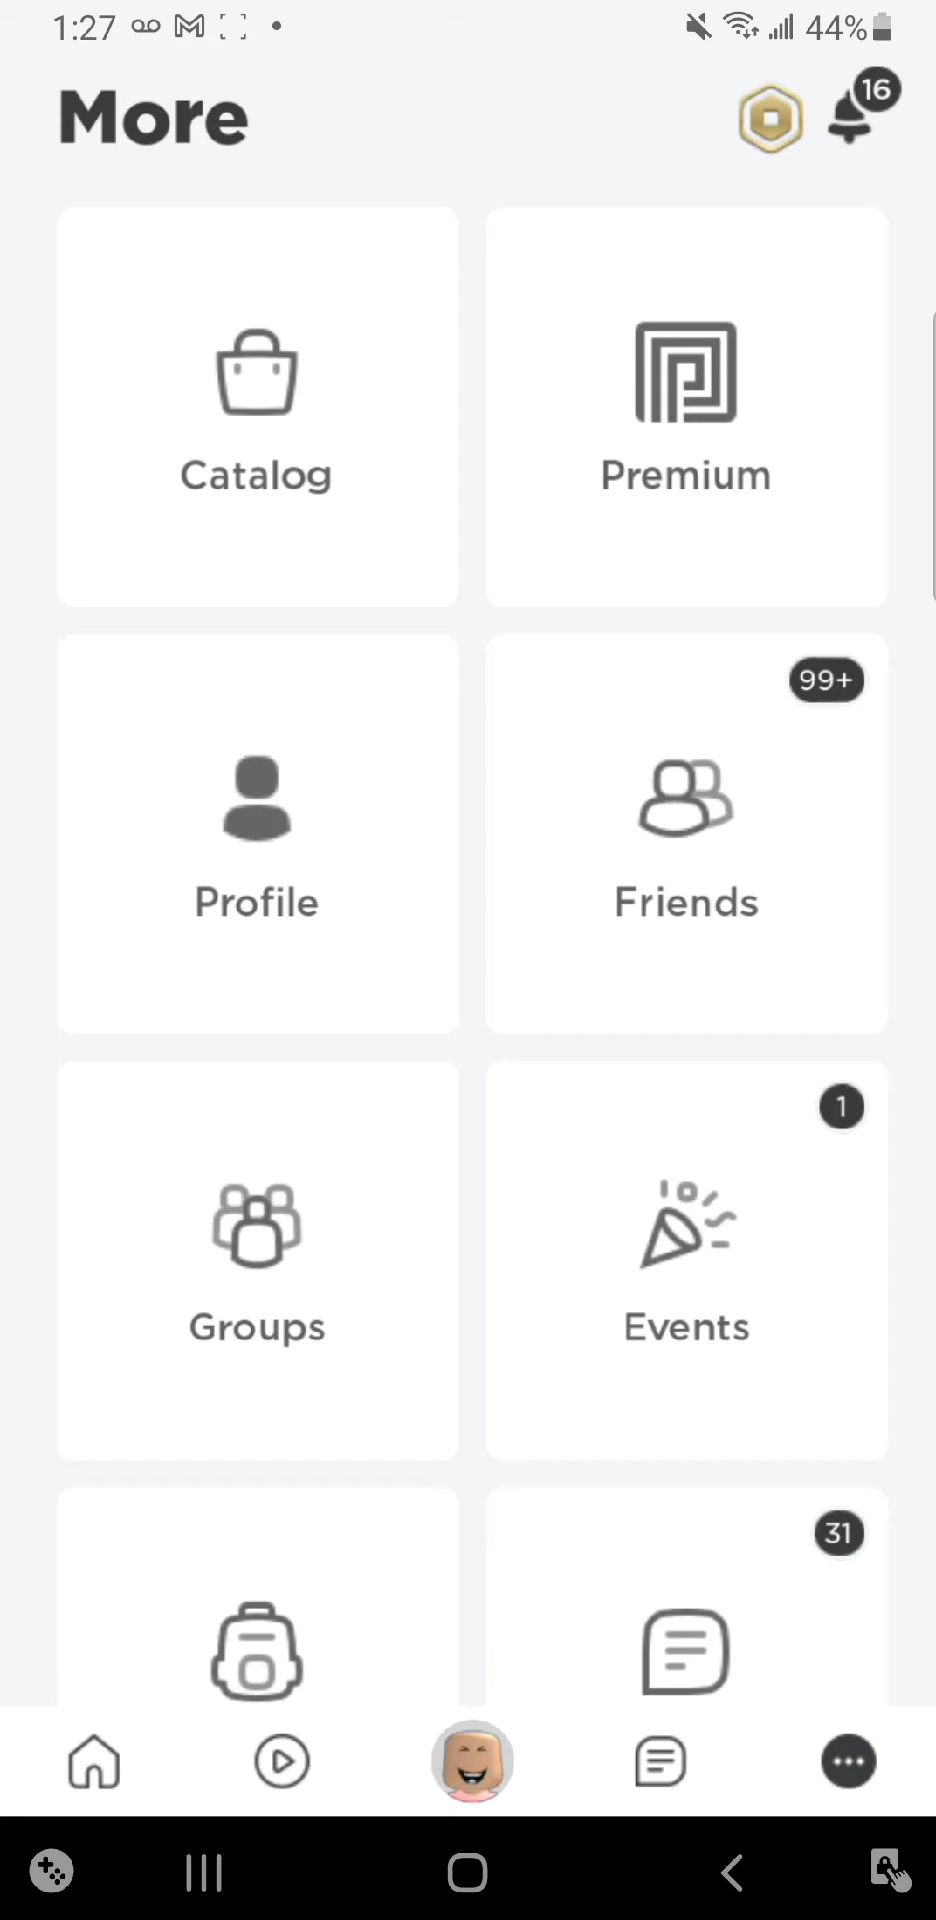 1:27 44%
More 16
Catalog Premium
99+
Profile Friends
1
Groups Events
31